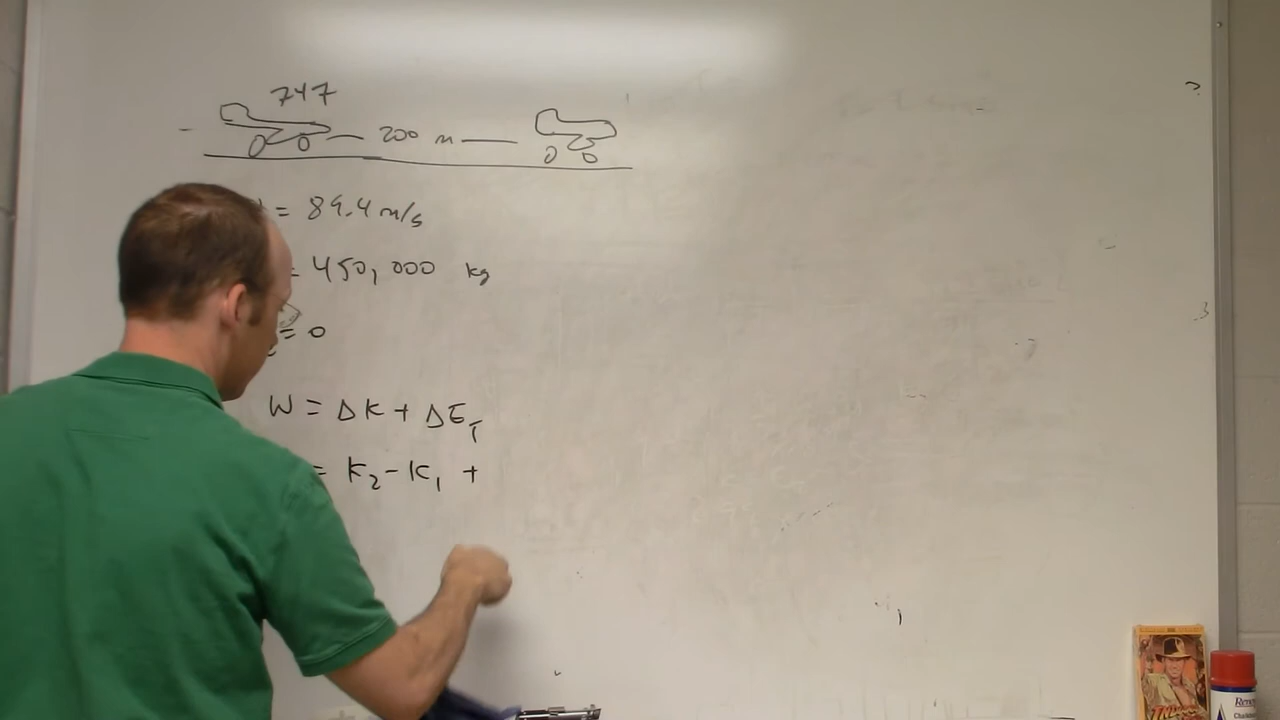 747
200 m
= 89.4 m/s
= 450,000 kg
= 0
W = ΔK + ΔE_T
= K₂ - K₁ +